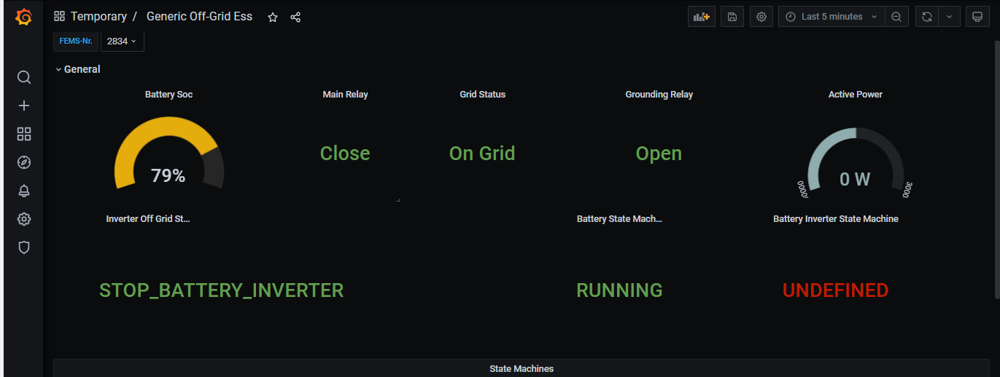 Temporary / Generic Off-Grid Ess
Last 5 minutes
FEMS-Nr. 2834
General
Battery Soc
Main Relay
Grid Status
Grounding Relay
Active Power
79%
Close
On Grid
Open
0 W
Inverter Off Grid St...
Battery State Mach...
Battery Inverter State Machine
STOP_BATTERY_INVERTER
RUNNING
UNDEFINED
State Machines